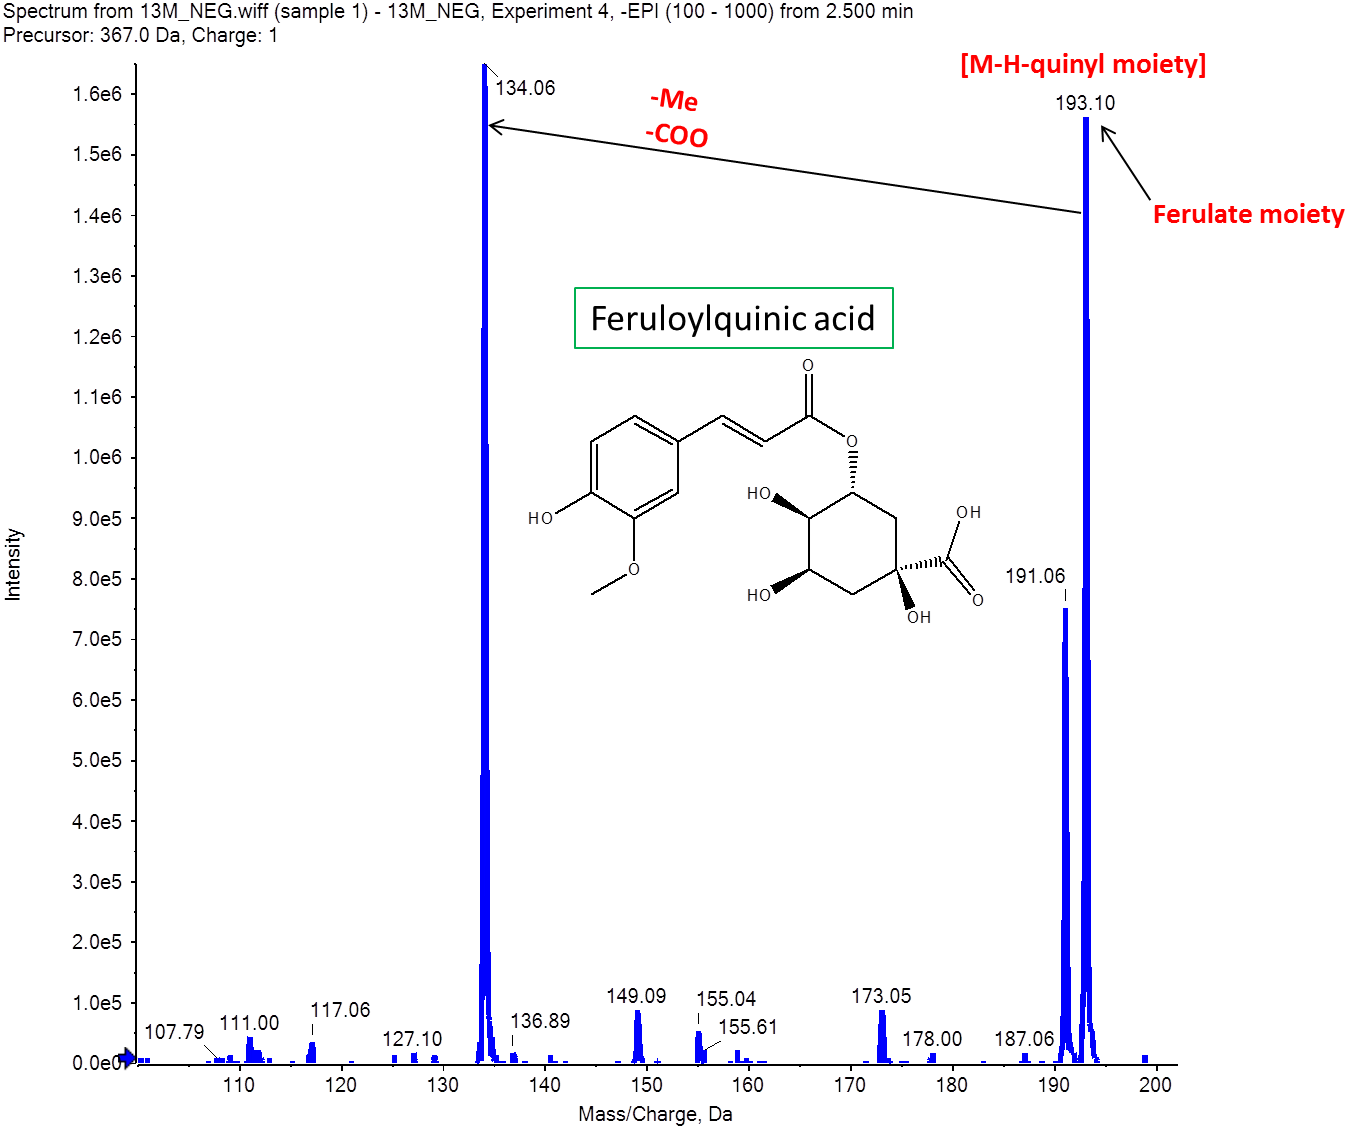 Spectrum from 13M_NEG.wiff (sample 1) - 13M_NEG, Experiment 4, -EPI (100 - 1000) from 2.500 min
Precursor: 367.0 Da, Charge: 1
[M-H-quinyl moiety]
193.10
134.06
-Me
-COO
Ferulate moiety
Feruloylquinic acid
O
O
HO
HO
O
HO
OH
O
OH
191.06
149.09
155.04
155.61
173.05
178.00
187.06
107.79
111.00
117.06
127.10
136.89
Intensity
1.6e6
1.5e6
1.4e6
1.3e6
1.2e6
1.1e6
1.0e6
9.0e5
8.0e5
7.0e5
6.0e5
5.0e5
4.0e5
3.0e5
2.0e5
1.0e5
0.0e0
110 120 130 140 150 160 170 180 190 200
Mass/Charge, Da